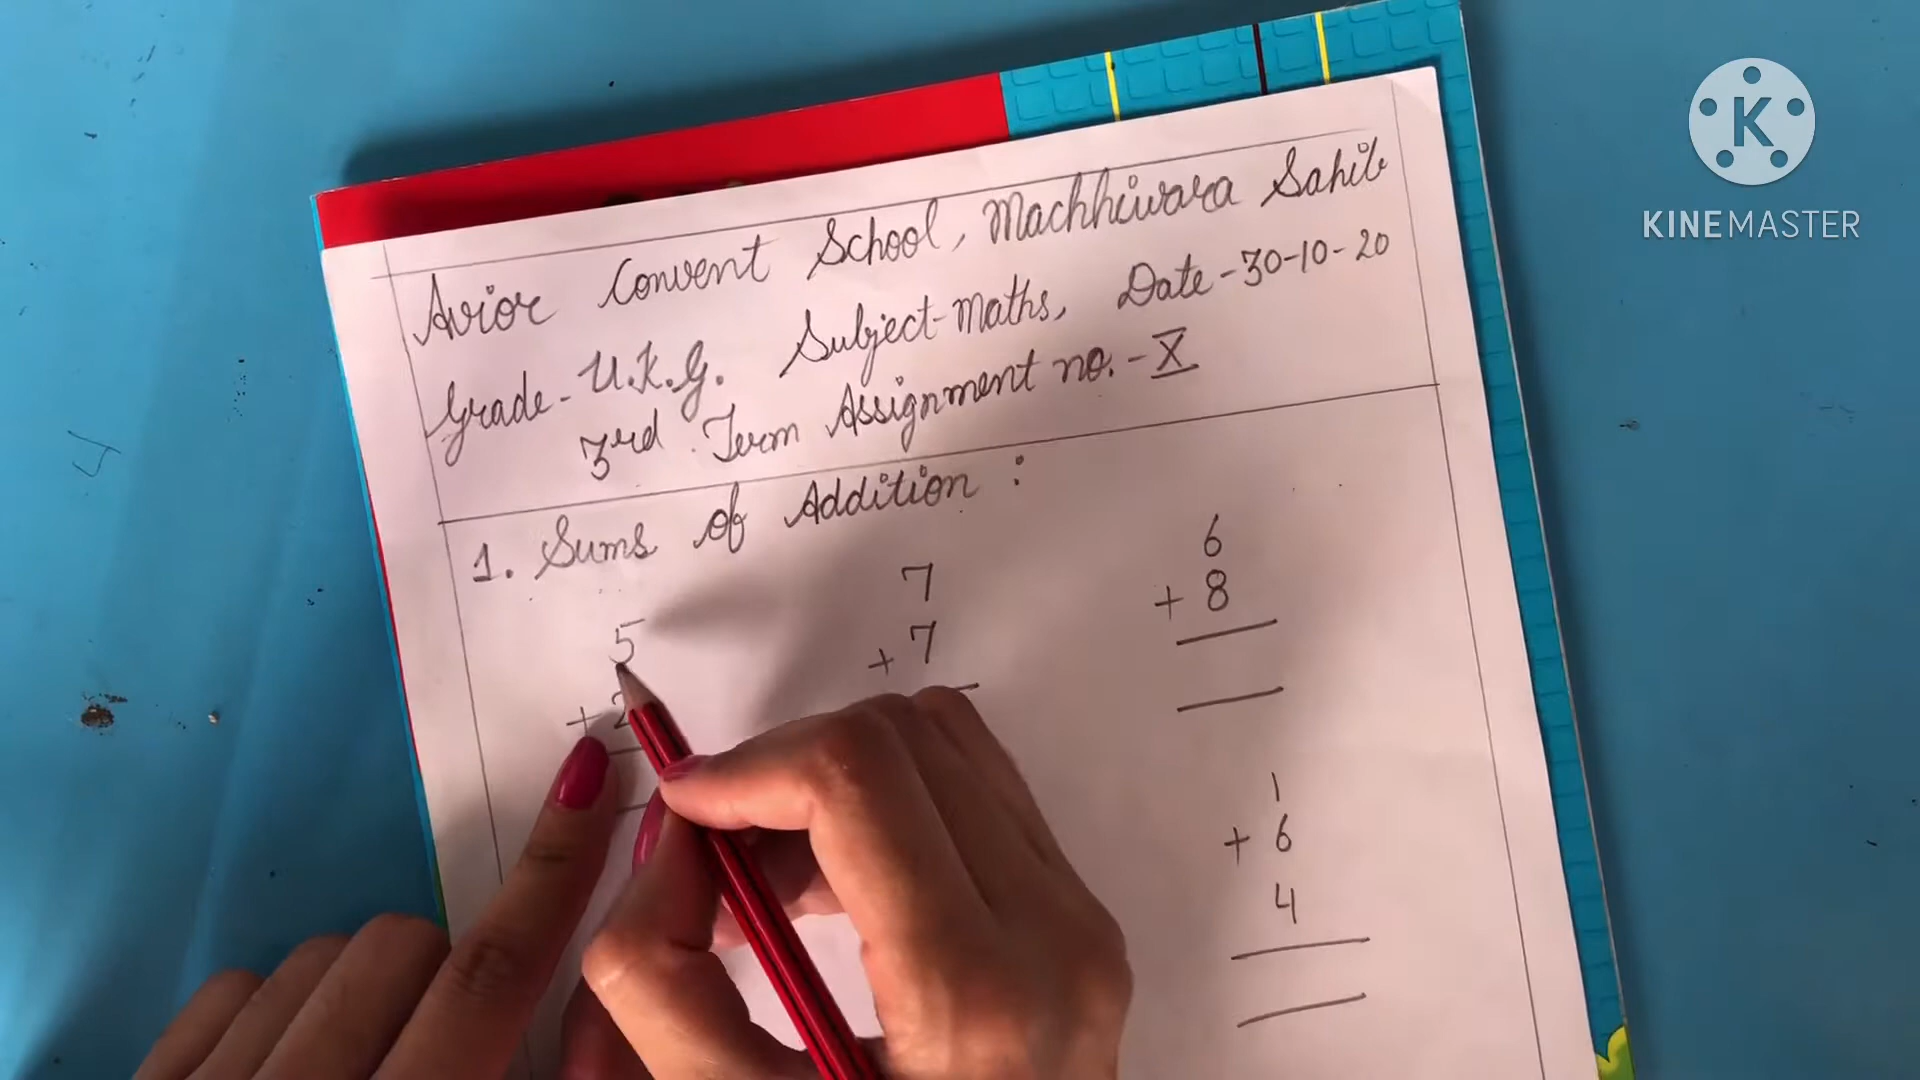 Avior Convent School, Machhiwara Sahib
Grade-U.K.G. Subject-Maths, Date-30-10-20
3rd Term Assignment no.-X
1. Sums of Addition :
5
+ 2
7
+ 7
6
+ 8
1
+ 6
4
K
KINEMASTER